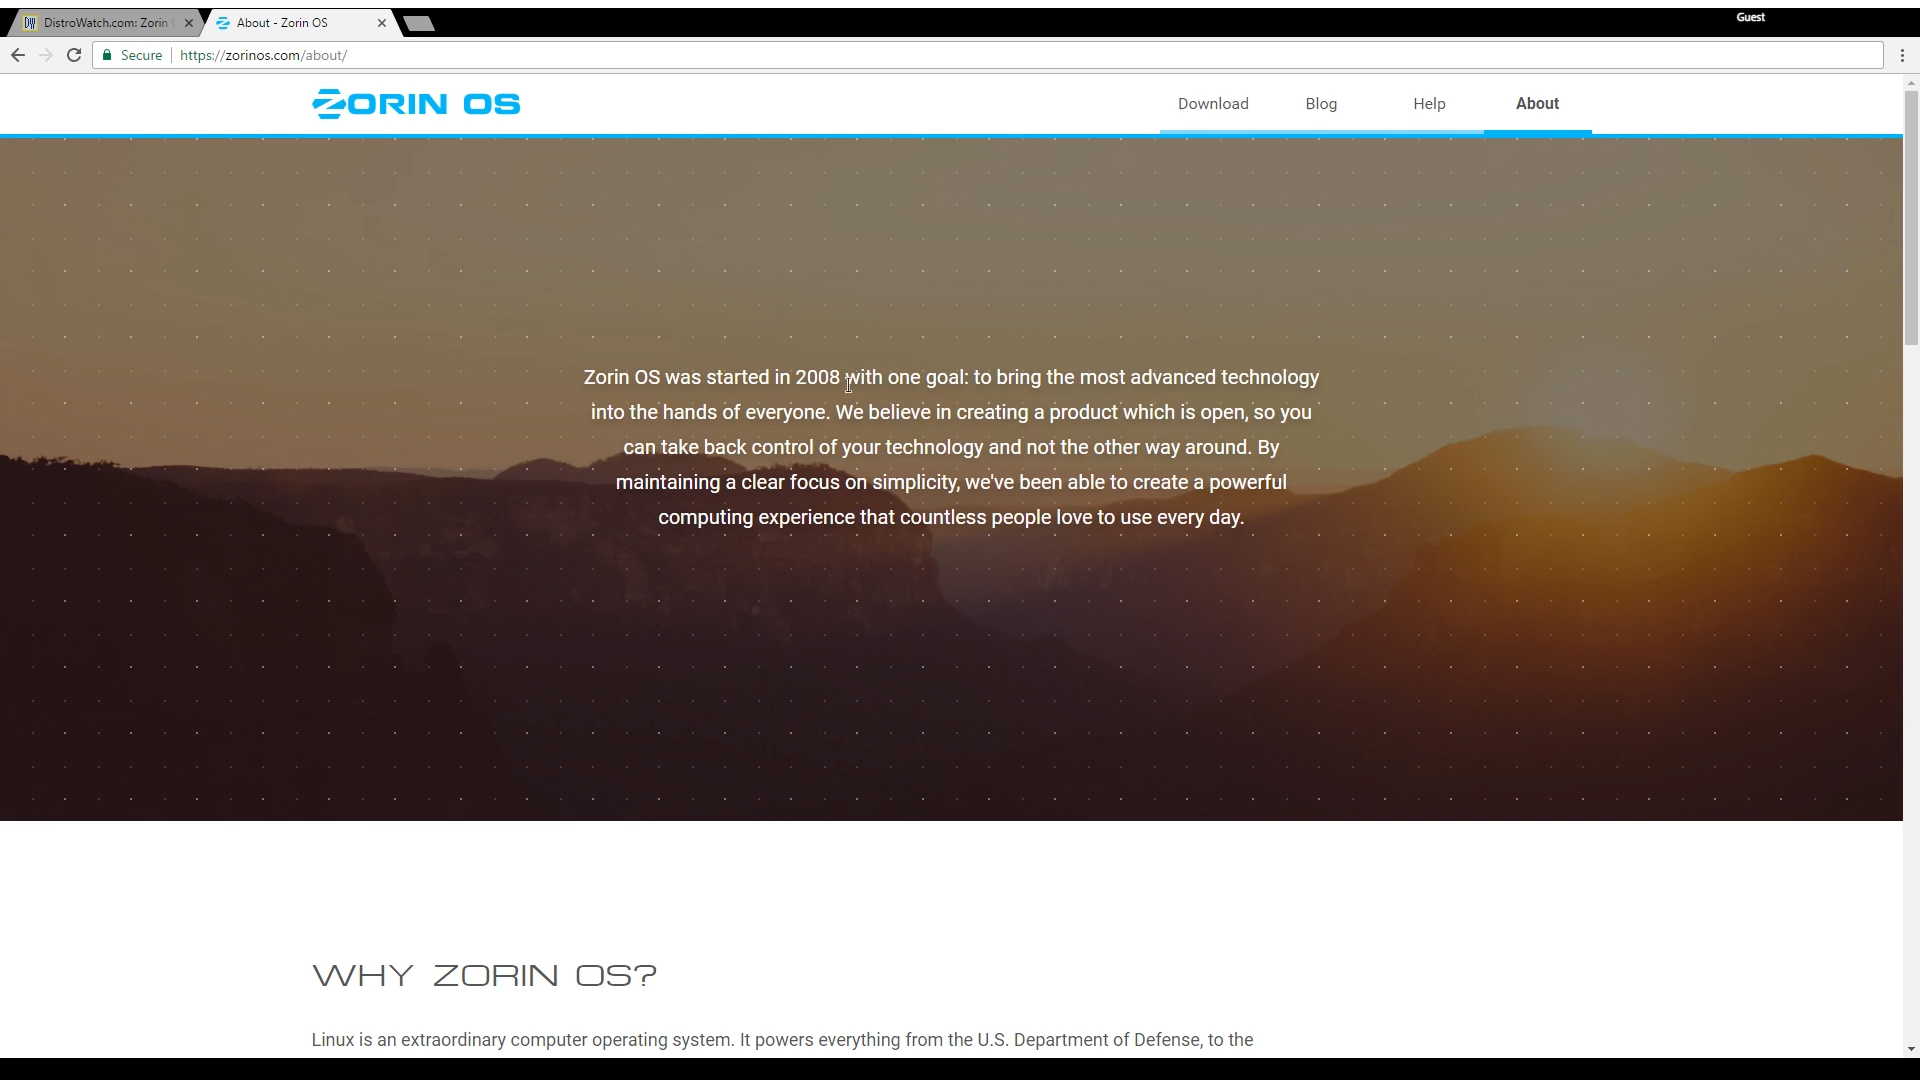 DistroWatch.com: Zorin
About - Zorin OS
Guest
Secure
https://zorinos.com/about/
ZORIN OS
Download
Blog
Help
About
Zorin OS was started in 2008 with one goal: to bring the most advanced technology
into the hands of everyone. We believe in creating a product which is open, so you
can take back control of your technology and not the other way around. By
maintaining a clear focus on simplicity, we've been able to create a powerful
computing experience that countless people love to use every day.
WHY ZORIN OS?
Linux is an extraordinary computer operating system. It powers everything from the U.S. Department of Defense, to the